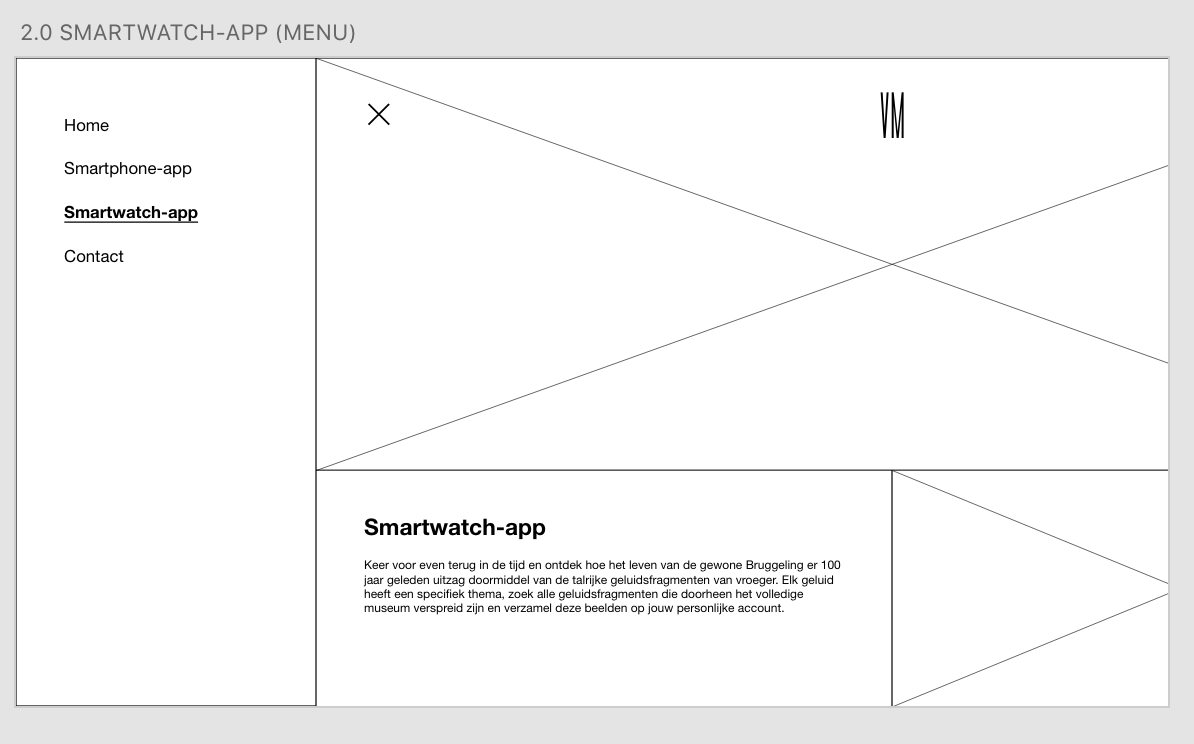 2.0 SMARTWATCH-APP (MENU)
Home
Smartphone-app
Smartwatch-app
Contact
VM
Smartwatch-app
Keer voor even terug in de tijd en ontdek hoe het leven van de gewone Bruggeling er 100
jaar geleden uitzag doormiddel van de talrijke geluidsfragmenten van vroeger. Elk geluid
heeft een specifiek thema, zoek alle geluidsfragmenten die doorheen het volledige
museum verspreid zijn en verzamel deze beelden op jouw personlijke account.